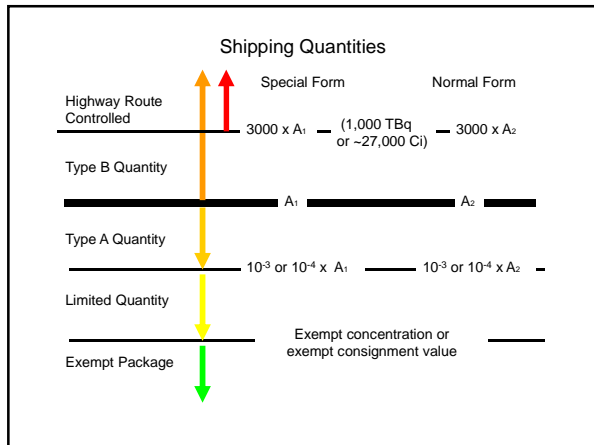 Shipping Quantities
Special Form Normal Form
Highway Route
Controlled
3000 x A₁ (1,000 TBq
or ~27,000 Ci) 3000 x A₂
Type B Quantity
A₁ A₂
Type A Quantity
10⁻³ or 10⁻⁴ x A₁ 10⁻³ or 10⁻⁴ x A₂
Limited Quantity
Exempt concentration or
exempt consignment value
Exempt Package